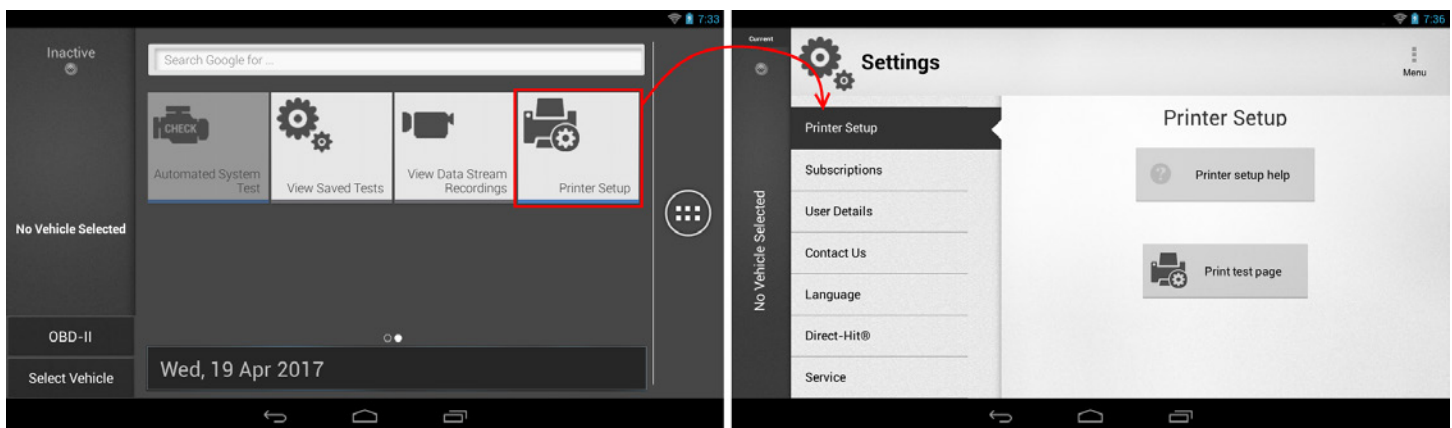 7:33
Inactive
Search Google for ...
CHECK
Automated System
Test
View Saved Tests
View Data Stream
Recordings
Printer Setup
No Vehicle Selected
OBD-II
Select Vehicle
Wed, 19 Apr 2017
7:36
Current
No Vehicle Selected
Settings
Menu
Printer Setup
Subscriptions
User Details
Contact Us
Language
Direct-Hit®
Service
Printer Setup
? Printer setup help
Print test page